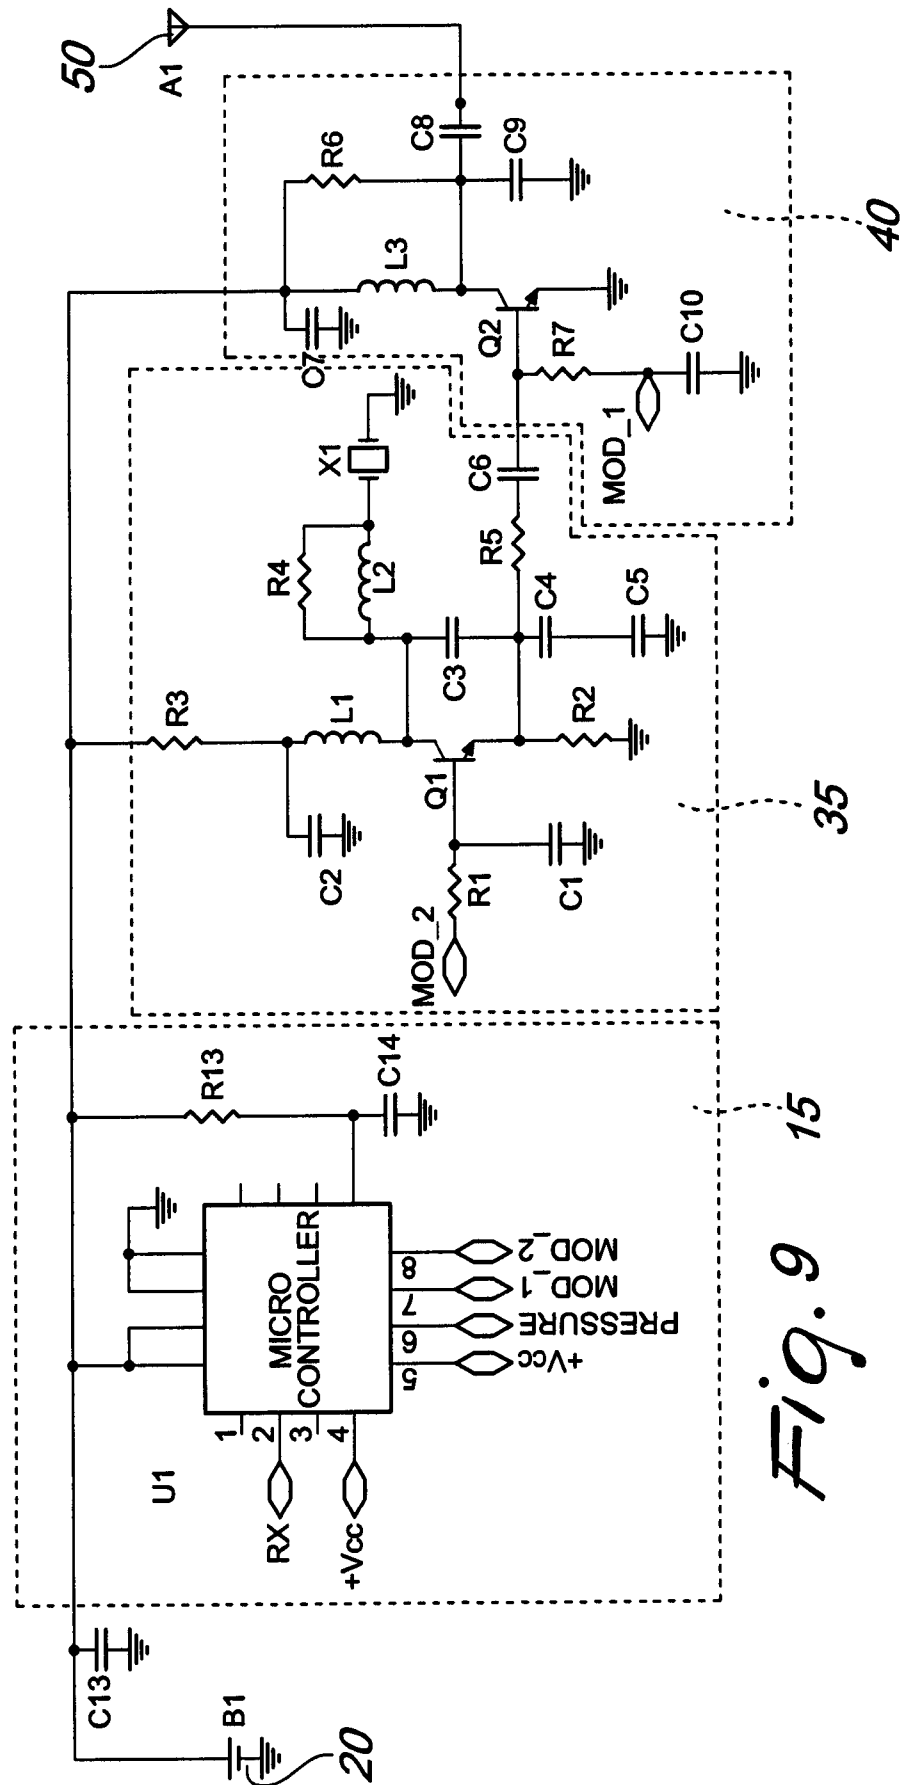 50
A1
R6
C8
C9
40
L3
C7
Q2
R7
C10
MOD_1
X1
R4
L2
C6
R5
C4
C5
C3
R3
L1
R2
Q1
C2
MOD_2
R1
C1
35
R13
C14
15
MICRO
CONTROLLER
U1
1
2
3
4
5
6
7
8
RX
+Vcc
+Vcc
PRESSURE
MOD_1
MOD_2
C13
B1
20
Fig. 9